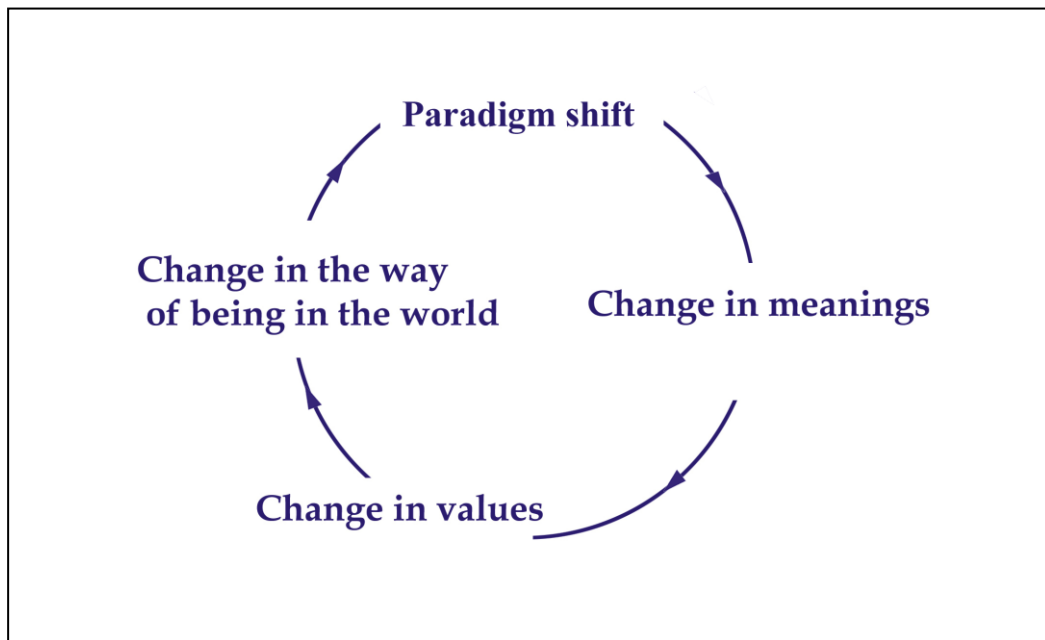 Paradigm shift
Change in meanings
Change in values
Change in the way
of being in the world